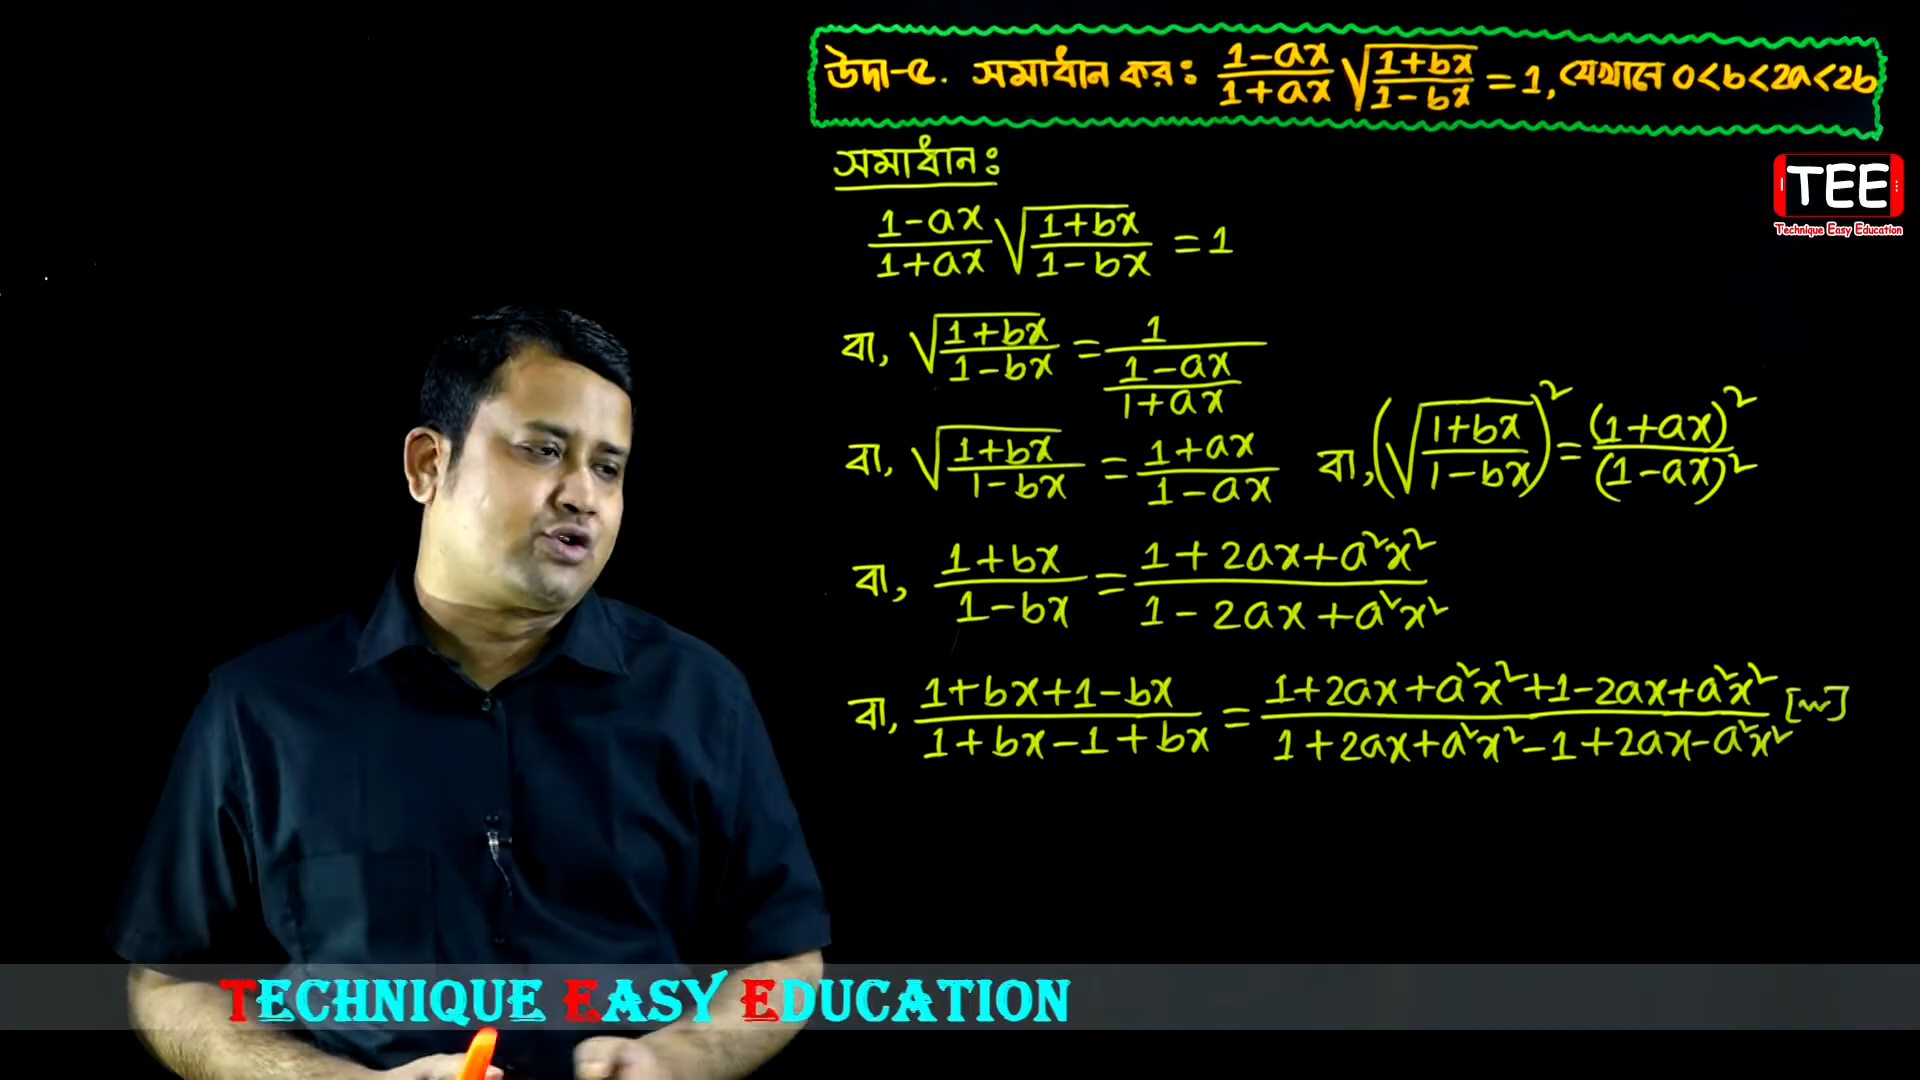 উদা-৫. সমাধান কর: (1-ax)/(1+ax) √((1+bx)/(1-bx)) = 1, যেখানে 0<b<2a<2b
TEE
Technique Easy Education
সমাধান:
(1-ax)/(1+ax) √((1+bx)/(1-bx)) = 1
বা, √((1+bx)/(1-bx)) = 1/((1-ax)/(1+ax))
বা, √((1+bx)/(1-bx)) = (1+ax)/(1-ax) বা, (√((1+bx)/(1-bx)))² = (1+ax)²/(1-ax)²
বা, (1+bx)/(1-bx) = (1+2ax+a²x²)/(1-2ax+a²x²)
বা, (1+bx+1-bx)/(1+bx-1+bx) = (1+2ax+a²x²+1-2ax+a²x²)/(1+2ax+a²x²-1+2ax-a²x²)
TECHNIQUE EASY EDUCATION